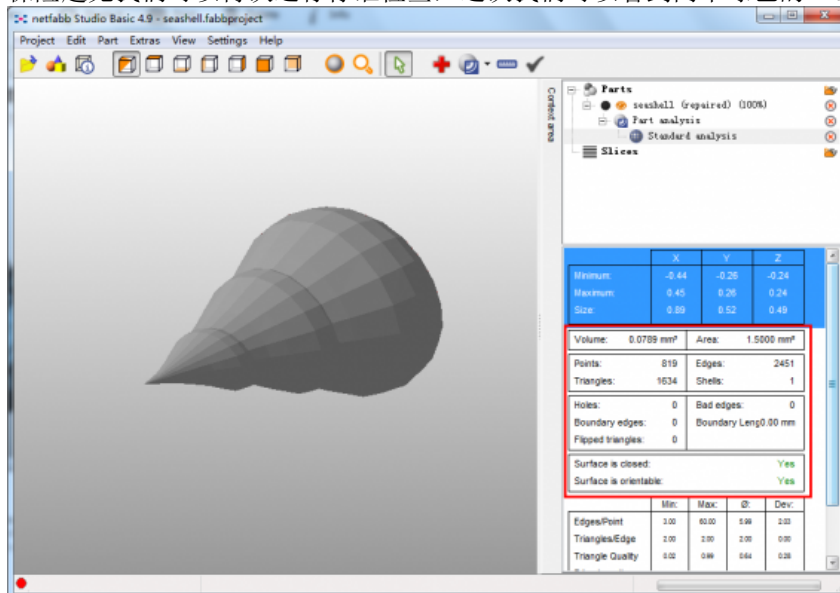 netfabb Studio Basic 4.9 - seashell.fabbproject
Project Edit Part Extras View Settings Help
Context area
Parts
seashell (repaired) (100%)
Part analysis
Standard analysis
Slices
X Y Z
Minimum: -0.44 -0.26 -0.24
Maximum: 0.45 0.26 0.24
Size: 0.89 0.52 0.49
Volume: 0.0789 mm³ Area: 1.5000 mm²
Points: 819 Edges: 2451
Triangles: 1634 Shells: 1
Holes: 0 Bad edges: 0
Boundary edges: 0 Boundary Leng0.00 mm
Flipped triangles: 0
Surface is closed: Yes
Surface is orientable: Yes
Min: Max: Ø: Dev:
Edges/Point 3.00 60.00 5.99 2.03
Triangles/Edge 2.00 2.00 2.00 0.00
Triangle Quality 0.02 0.99 0.64 0.28